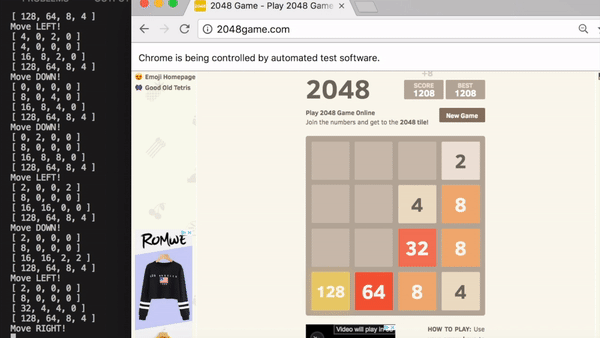 [ 128, 64, 8, 4 ]
Move LEFT!
[ 4, 0, 2, 0 ]
[ 4, 0, 0, 0 ]
[ 16, 8, 2, 0 ]
[ 128, 64, 8, 4 ]
Move DOWN!
[ 0, 0, 0, 0 ]
[ 8, 0, 4, 0 ]
[ 16, 8, 4, 0 ]
[ 128, 64, 8, 4 ]
Move DOWN!
[ 0, 2, 0, 0 ]
[ 8, 0, 0, 0 ]
[ 16, 8, 8, 0 ]
[ 128, 64, 8, 4 ]
Move LEFT!
[ 2, 0, 0, 2 ]
[ 8, 0, 0, 0 ]
[ 16, 16, 0, 0 ]
[ 128, 64, 8, 4 ]
Move DOWN!
[ 2, 0, 0, 0 ]
[ 8, 0, 0, 0 ]
[ 16, 16, 2, 2 ]
[ 128, 64, 8, 4 ]
Move LEFT!
[ 2, 0, 0, 0 ]
[ 8, 0, 0, 0 ]
[ 32, 4, 4, 0 ]
[ 128, 64, 8, 4 ]
Move RIGHT!
2048 Game - Play 2048 Game
2048game.com
Chrome is being controlled by automated test software.
Emoji Homepage
Good Old Tetris
ROMWE
2048
+8
SCORE
1208
BEST
1208
Play 2048 Game Online
Join the numbers and get to the 2048 tile!
New Game
2
4 8
32 8
128 64 8 4
Video will play in
HOW TO PLAY: Use